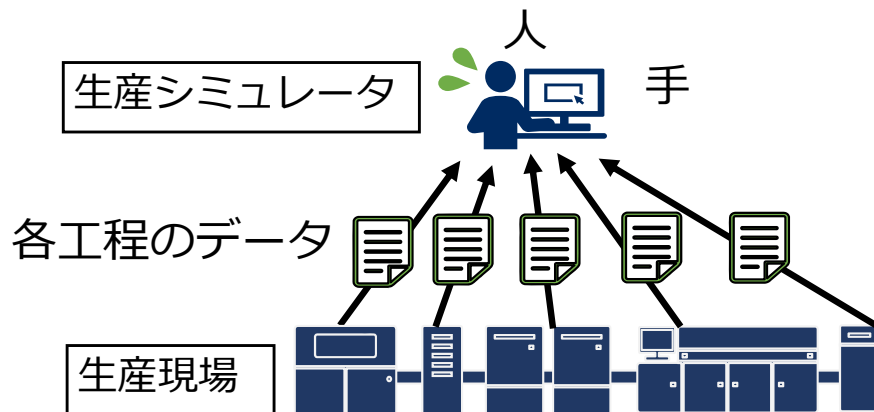 人
手
生産シミュレータ
各工程のデータ
生産現場